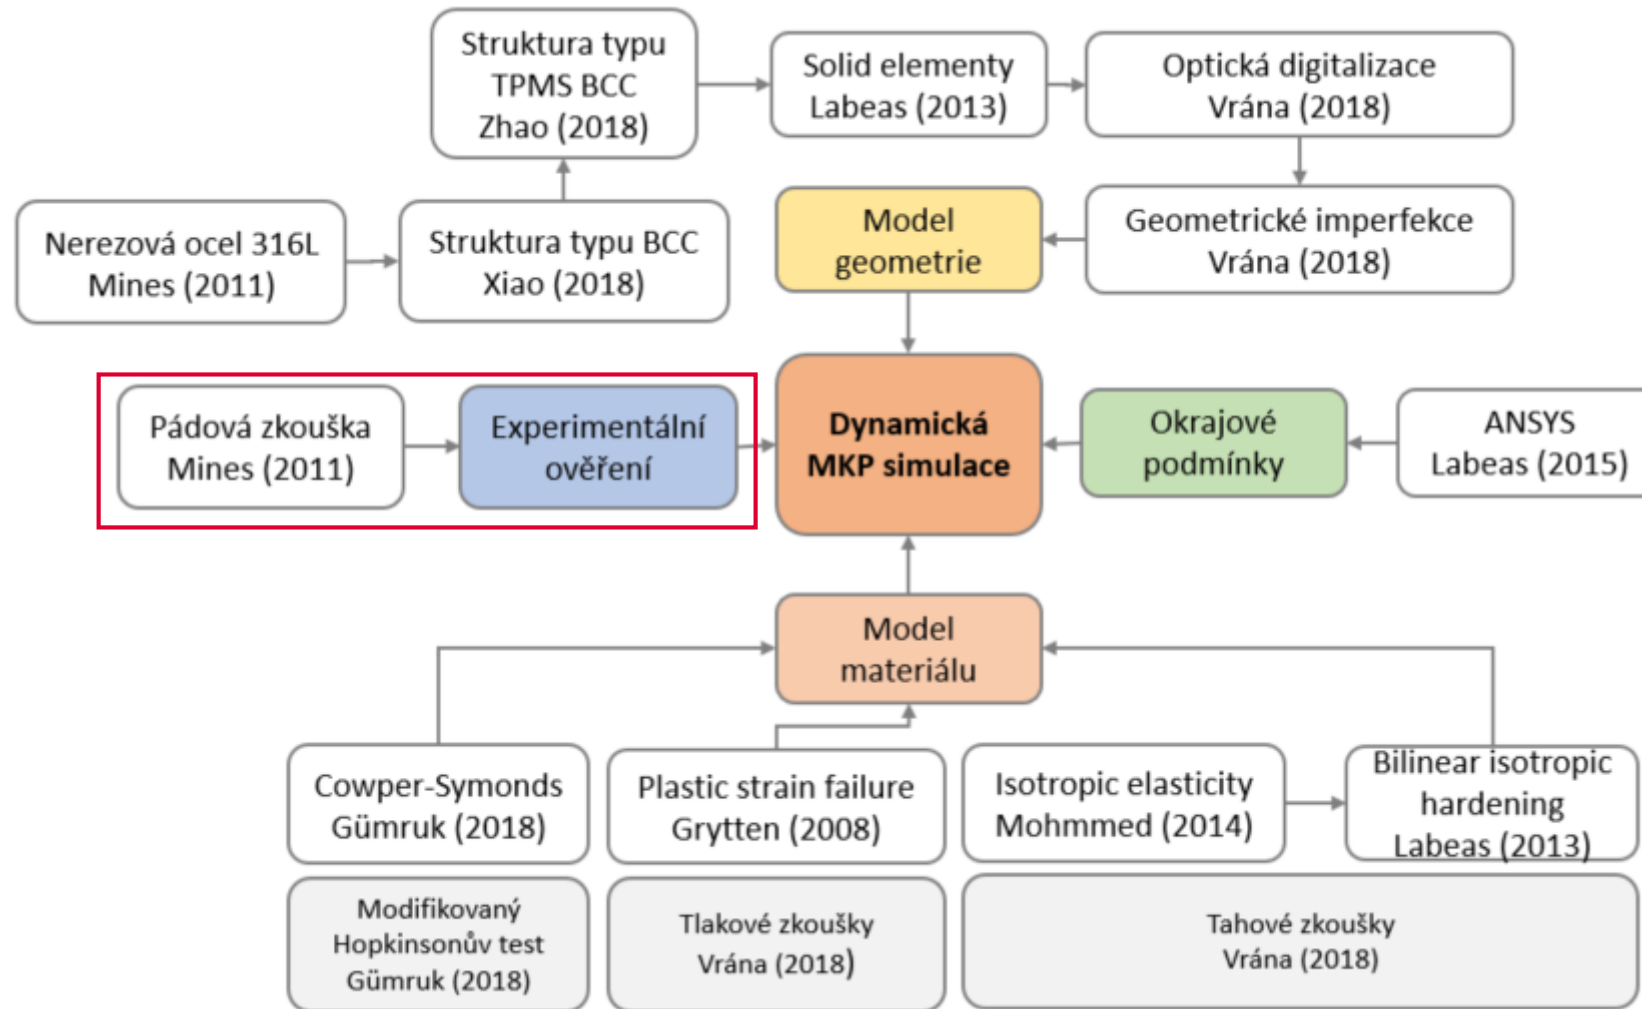 Struktura typu
TPMS BCC
Zhao (2018)
Solid elementy
Labeas (2013)
Optická digitalizace
Vrána (2018)
Nerezová ocel 316L
Mines (2011)
Struktura typu BCC
Xiao (2018)
Model
geometrie
Geometrické imperfekce
Vrána (2018)
Pádová zkouška
Mines (2011)
Experimentální
ověření
Dynamická
MKP simulace
Okrajové
podmínky
ANSYS
Labeas (2015)
Model
materiálu
Cowper-Symonds
Gümruk (2018)
Plastic strain failure
Grytten (2008)
Isotropic elasticity
Mohmmed (2014)
Bilinear isotropic
hardening
Labeas (2013)
Modifikovaný
Hopkinsonův test
Gümruk (2018)
Tlakové zkoušky
Vrána (2018)
Tahové zkoušky
Vrána (2018)